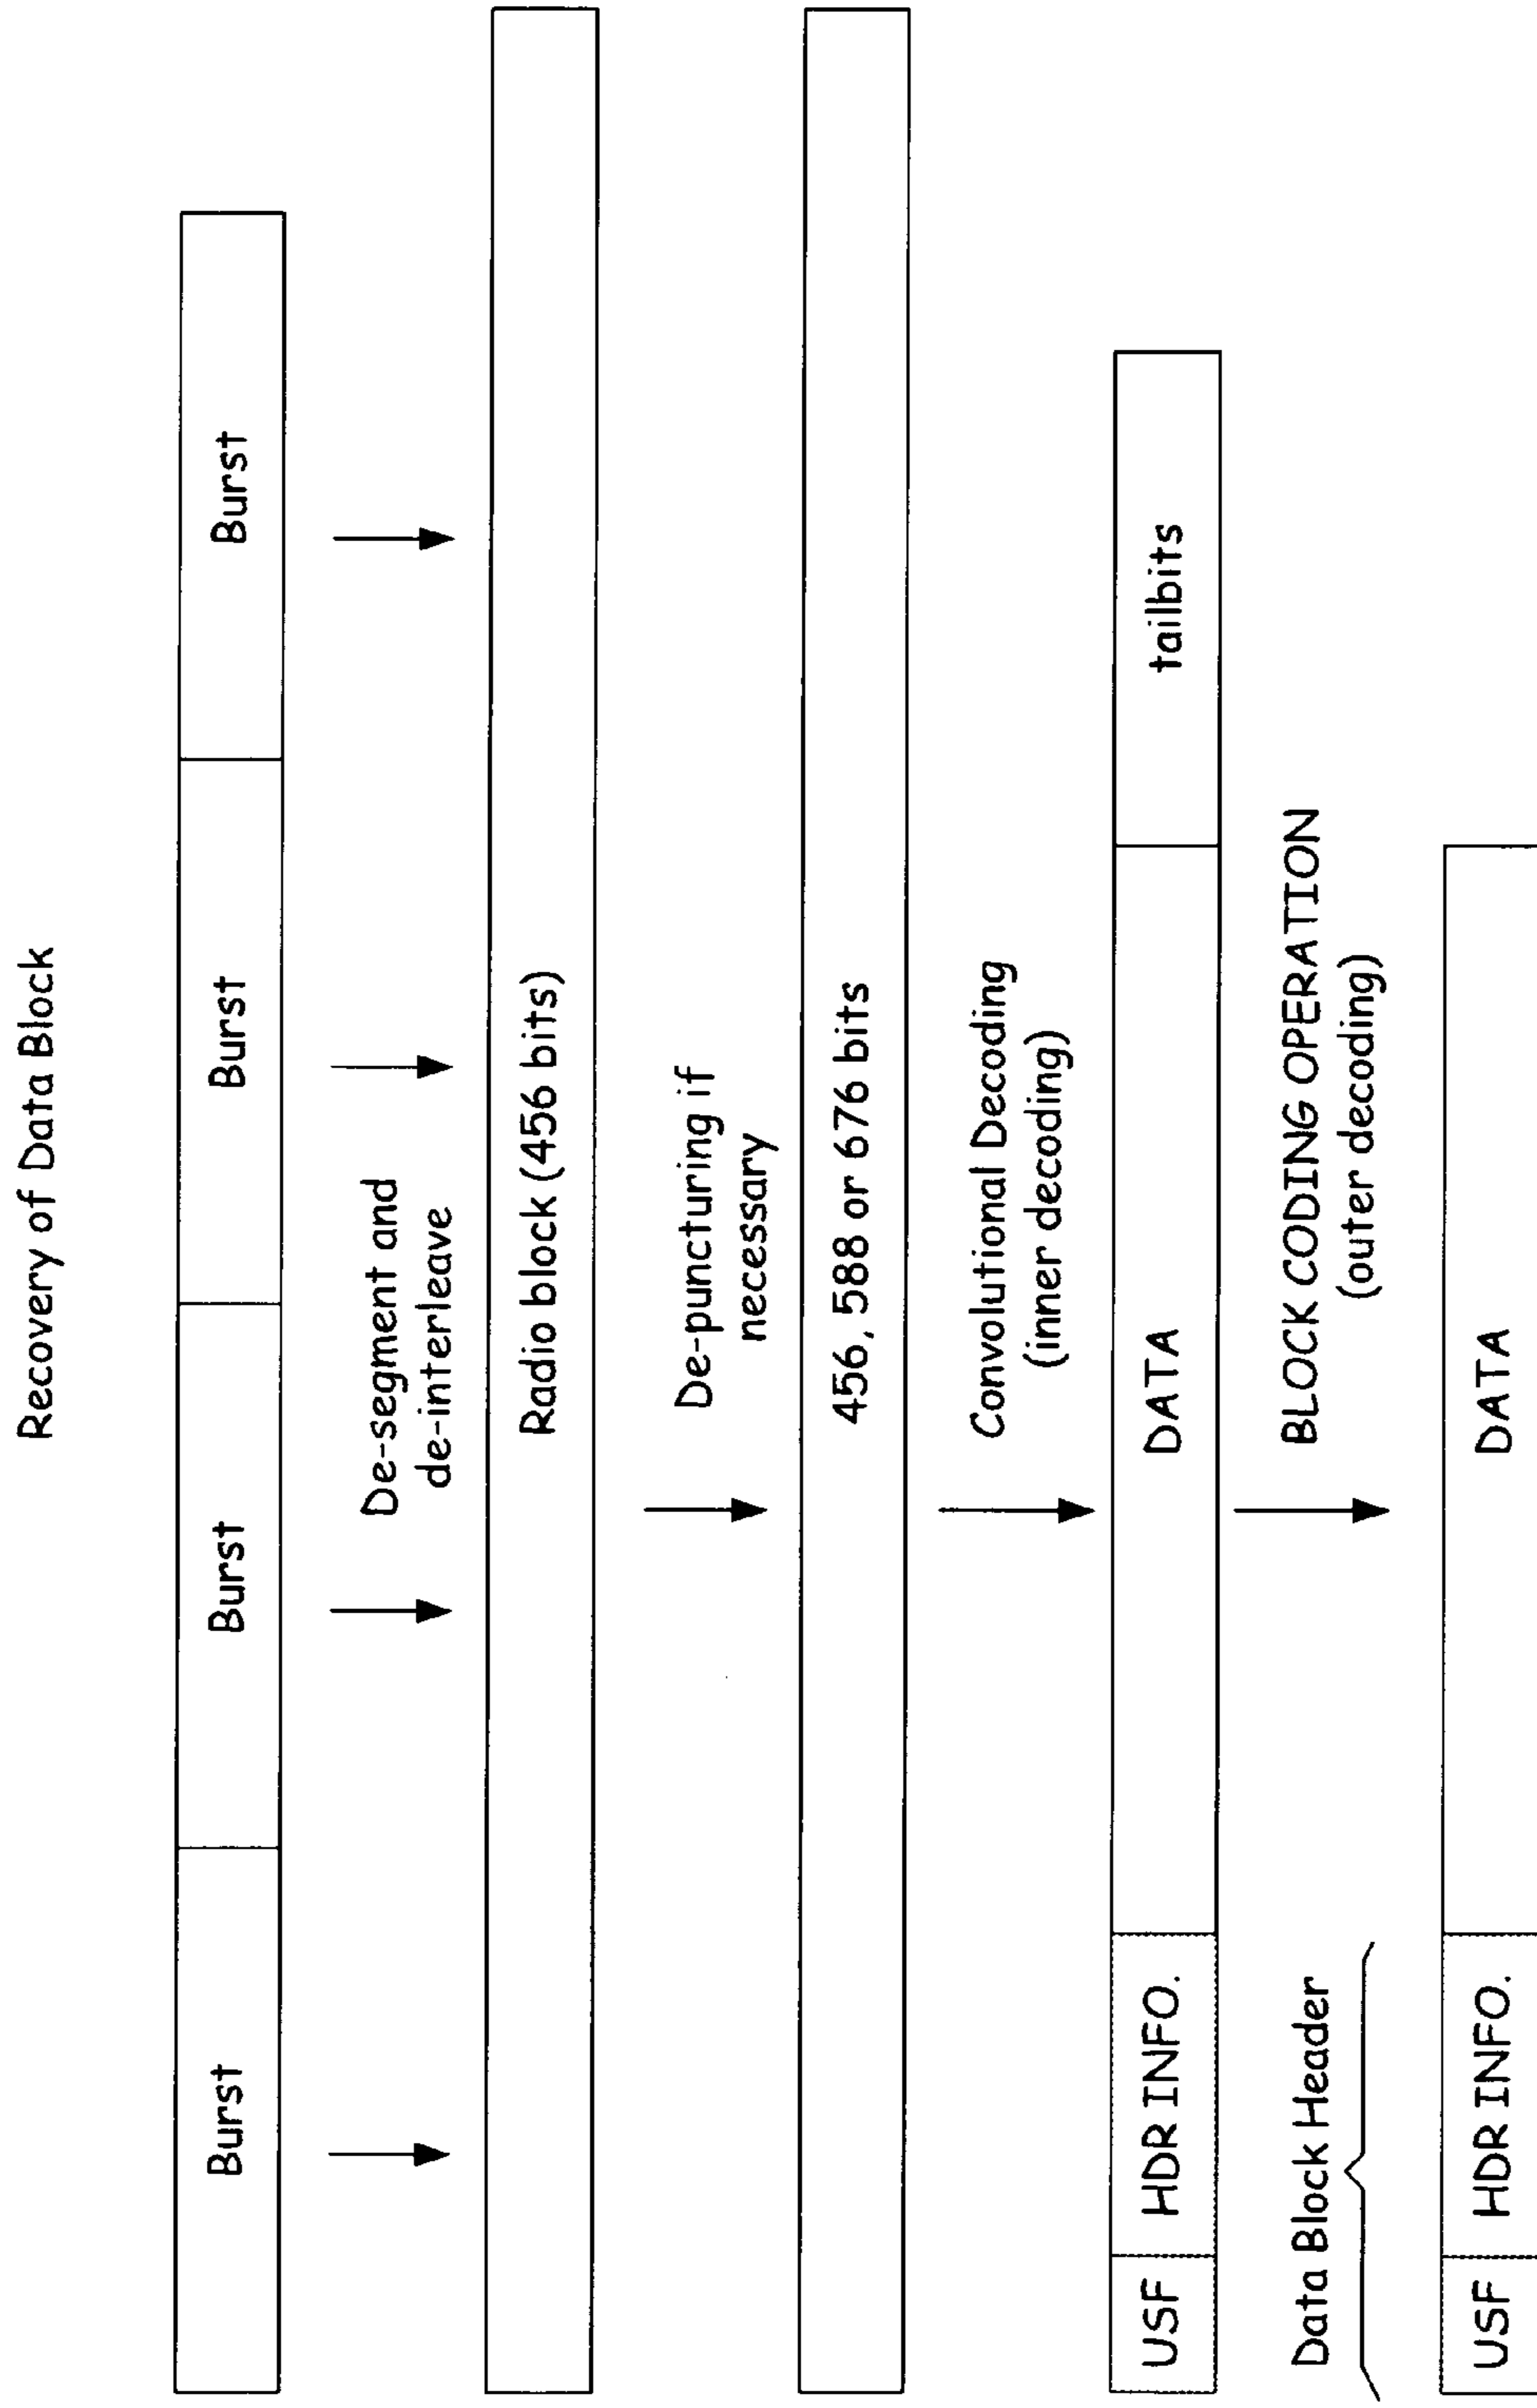 Recovery of Data Block
Burst Burst Burst Burst
De-segment and
de-interleave
Radio block (456 bits)
De-puncturing if
necessary
456, 588 or 676 bits
Convolutional Decoding
(inner decoding)
USF HDR INFO. DATA tailbits
Data Block Header
BLOCK CODING OPERATION
(outer decoding)
USF HDR INFO. DATA